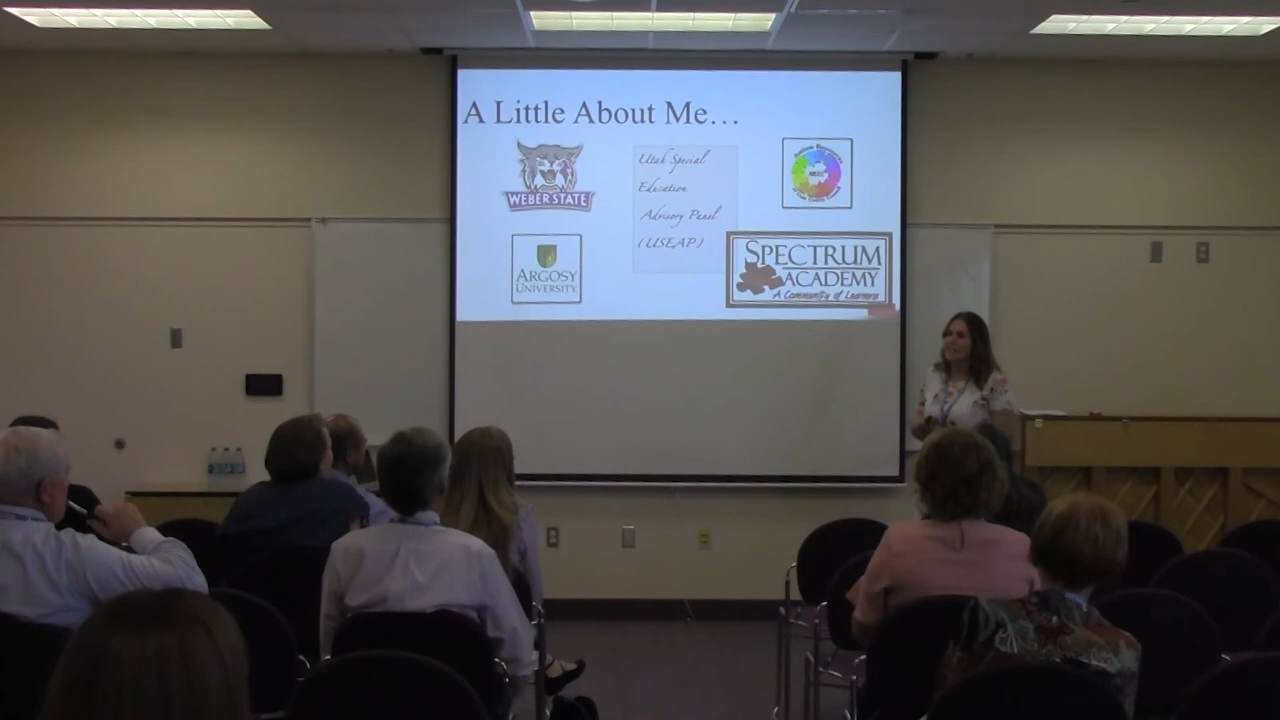 A Little About Me…
WEBER STATE
Utah Special
Education
Advisory Panel
(USEAP)
ARGOSY
UNIVERSITY
SPECTRUM
ACADEMY
A Community of Learners